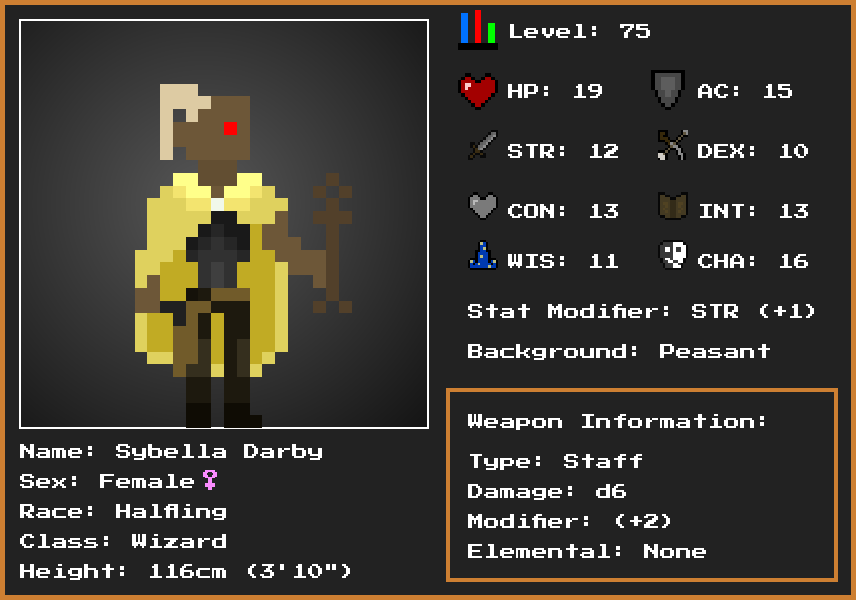 Level: 75
HP: 19 AC: 15
STR: 12 DEX: 10
CON: 13 INT: 13
WIS: 11 CHA: 16
Stat Modifier: STR (+1)
Background: Peasant
Weapon Information:
Type: Staff
Damage: d6
Modifier: (+2)
Elemental: None
Name: Sybella Darby
Sex: Female ♀
Race: Halfling
Class: Wizard
Height: 116cm (3'10")